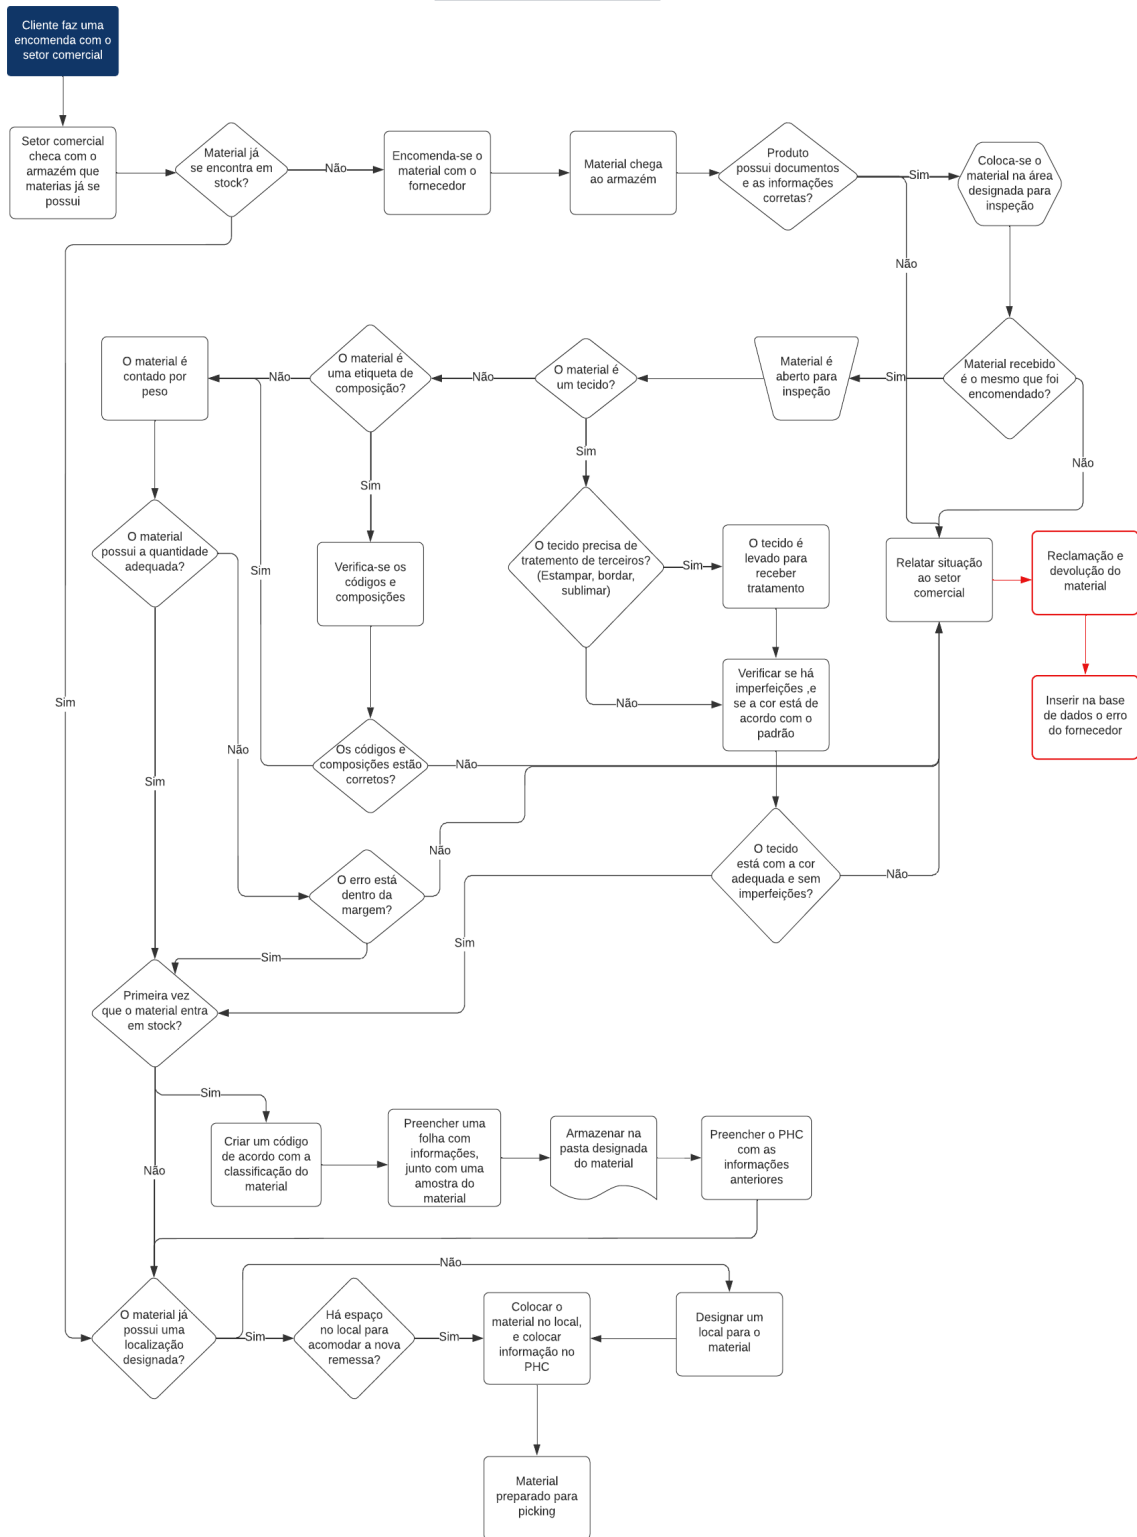 Cliente faz uma
encomenda com o
setor comercial
Setor comercial
checa com o
armazém que
materias já se
possui
Material já
se encontra em
stock?
Não
Encomenda-se o
material com o
fornecedor
Material chega
ao armazém
Produto
possui documentos
e as informações
corretas?
Sim
Coloca-se o
material na área
designada para
inspeção
Não
O material é
contado por
peso
Não
O material é
uma etiqueta de
composição?
Não
O material é
um tecido?
Material é
aberto para
inspeção
Sim
Material recebido
é o mesmo que foi
encomendado?
Sim
Não
Sim
O material
possui a quantidade
adequada?
Sim
Verifica-se os
códigos e
composições
O tecido precisa de
tratemento de terceiros?
(Estampar, bordar,
sublimar)
Sim
O tecido é
levado para
receber
tratamento
Relatar situação
ao setor
comercial
Reclamação e
devolução do
material
Sim
Não
Verificar se há
imperfeições ,e
se a cor está de
acordo com o
padrão
Inserir na base
de dados o erro
do fornecedor
Não
Sim
Os códigos e
composições estão
corretos?
Não
Não
O erro está
dentro da
margem?
O tecido
está com a cor
adequada e sem
imperfeições?
Não
Sim
Sim
Primeira vez
que o material entra
em stock?
Sim
Não
Criar um código
de acordo com a
classificação do
material
Preencher uma
folha com
informações,
junto com uma
amostra do
material
Armazenar na
pasta designada
do material
Preencher o PHC
com as
informações
anteriores
Não
O material já
possui uma
localização
designada?
Sim
Há espaço
no local para
acomodar a nova
remessa?
Sim
Colocar o
material no local,
e colocar
informação no
PHC
Designar um
local para o
material
Material
preparado para
picking